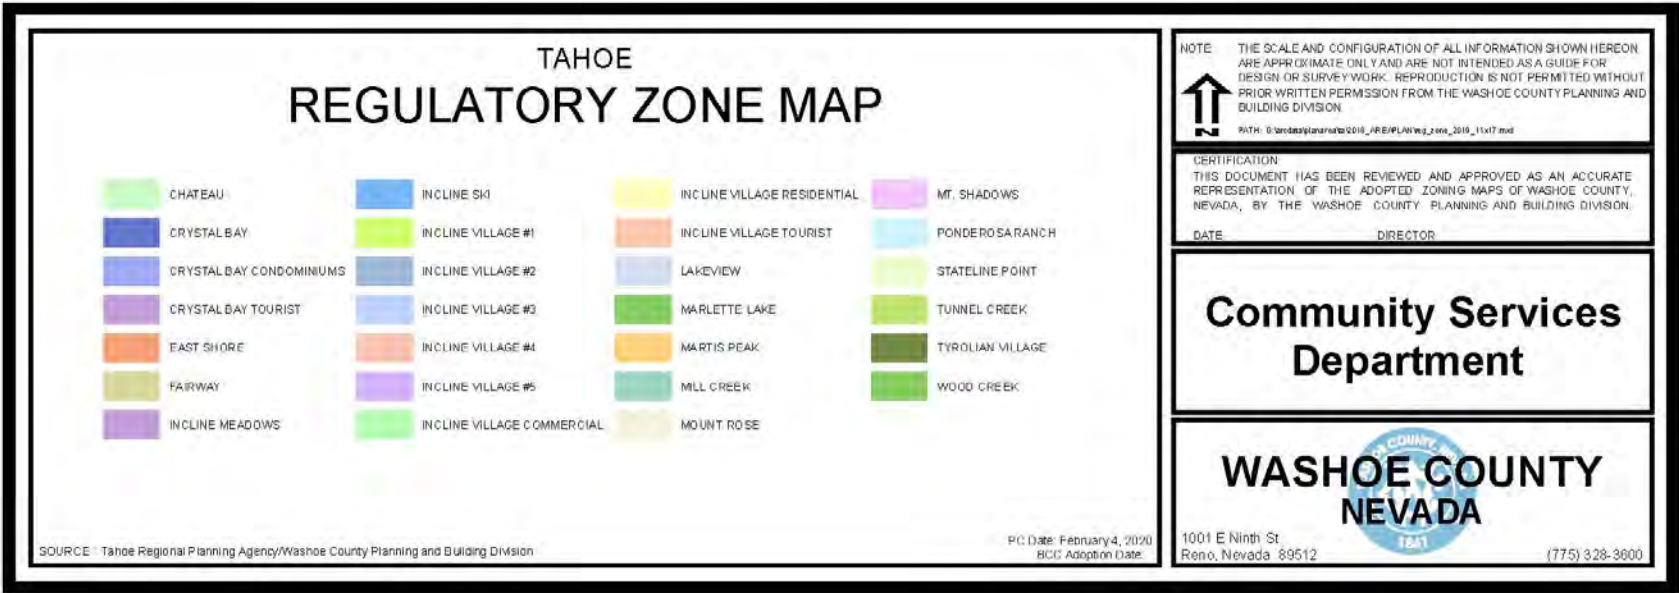 TAHOE
REGULATORY ZONE MAP
CHATEAU
CRYSTAL BAY
CRYSTAL BAY CONDOMINIUMS
CRYSTAL BAY TOURIST
EAST SHORE
FAIRWAY
INCLINE MEADOWS
INCLINE SKI
INCLINE VILLAGE #1
INCLINE VILLAGE #2
INCLINE VILLAGE #3
INCLINE VILLAGE #4
INCLINE VILLAGE #5
INCLINE VILLAGE COMMERCIAL
INCLINE VILLAGE RESIDENTIAL
INCLINE VILLAGE TOURIST
LAKEVIEW
MARLETTE LAKE
MARTIS PEAK
MILL CREEK
MOUNT ROSE
MT. SHADOWS
PONDEROSA RANCH
STATELINE POINT
TUNNEL CREEK
TYROLIAN VILLAGE
WOOD CREEK
SOURCE : Tahoe Regional Planning Agency/Washoe County Planning and Building Division
PC Date: February 4, 2020
BCC Adoption Date:
NOTE: THE SCALE AND CONFIGURATION OF ALL INFORMATION SHOWN HEREON
ARE APPROXIMATE ONLY AND ARE NOT INTENDED AS A GUIDE FOR
DESIGN OR SURVEY WORK. REPRODUCTION IS NOT PERMITTED WITHOUT
PRIOR WRITTEN PERMISSION FROM THE WASHOE COUNTY PLANNING AND
BUILDING DIVISION.
N
PATH:
CERTIFICATION:
THIS DOCUMENT HAS BEEN REVIEWED AND APPROVED AS AN ACCURATE
REPRESENTATION OF THE ADOPTED ZONING MAPS OF WASHOE COUNTY,
NEVADA, BY THE WASHOE COUNTY PLANNING AND BUILDING DIVISION.
DATE DIRECTOR
Community Services
Department
WASHOE COUNTY
NEVADA
1861
1001 E Ninth St
Reno, Nevada 89512
(775) 328-3600